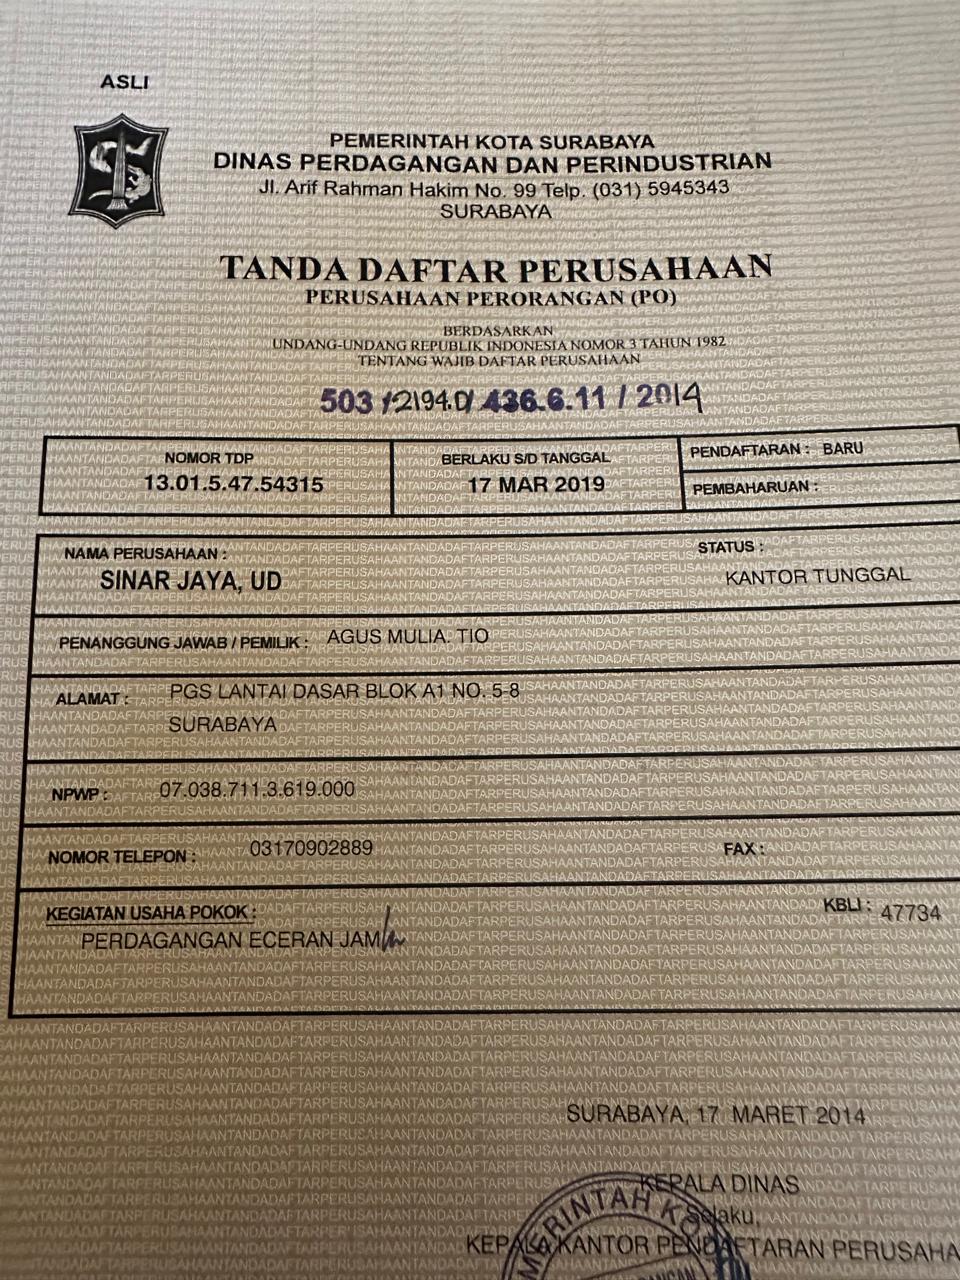 ASLI
PEMERINTAH KOTA SURABAYA
DINAS PERDAGANGAN DAN PERINDUSTRIAN
Jl. Arif Rahman Hakim No. 99 Telp. (031) 5945343
SURABAYA
TANDA DAFTAR PERUSAHAAN
PERUSAHAAN PERORANGAN (PO)
BERDASARKAN
UNDANG-UNDANG REPUBLIK INDONESIA NOMOR 3 TAHUN 1982
TENTANG WAJIB DAFTAR PERUSAHAAN
503 / 2194.D / 436.6.11 / 2014
NOMOR TDP
13.01.5.47.54315
BERLAKU S/D TANGGAL
17 MAR 2019
PENDAFTARAN : BARU
PEMBAHARUAN :
NAMA PERUSAHAAN :
SINAR JAYA, UD
STATUS :
KANTOR TUNGGAL
PENANGGUNG JAWAB / PEMILIK : AGUS MULIA. TIO
ALAMAT : PGS LANTAI DASAR BLOK A1 NO. 5-8
SURABAYA
NPWP : 07.038.711.3.619.000
NOMOR TELEPON : 03170902889
FAX :
KEGIATAN USAHA POKOK :
PERDAGANGAN ECERAN JAM
KBLI : 47734
SURABAYA, 17 MARET 2014
KEPALA DINAS
Selaku,
KEPALA KANTOR PENDAFTARAN PERUSAHA